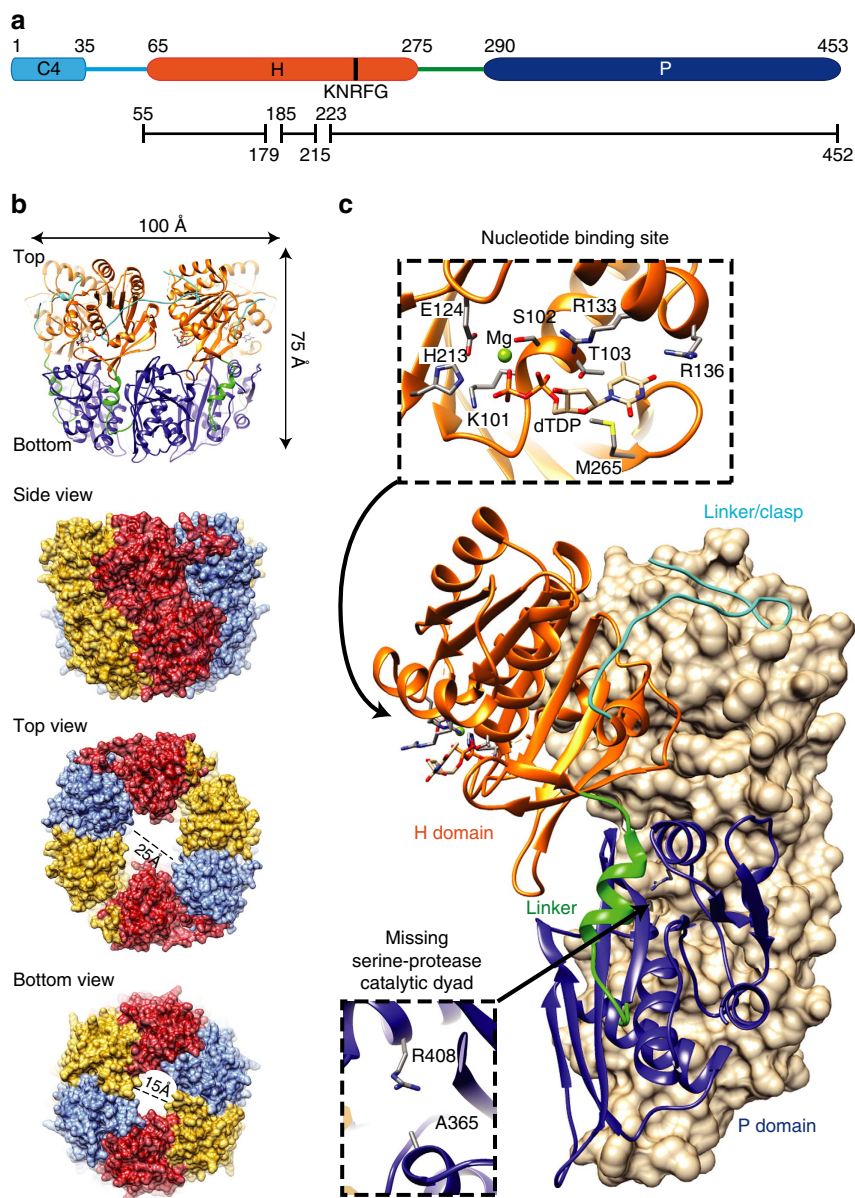 a
1 35 65 275 290 453
C4 H P
KNRFG
55 185 223
179 215 452
b
100 Å
Top
75 Å
Bottom
Side view
Top view
25Å
Bottom view
15Å
c
Nucleotide binding site
E124
S102
R133
Mg
T103
H213
R136
K101
dTDP
M265
Linker/clasp
H domain
Linker
Missing
serine-protease
catalytic dyad
R408
A365
P domain